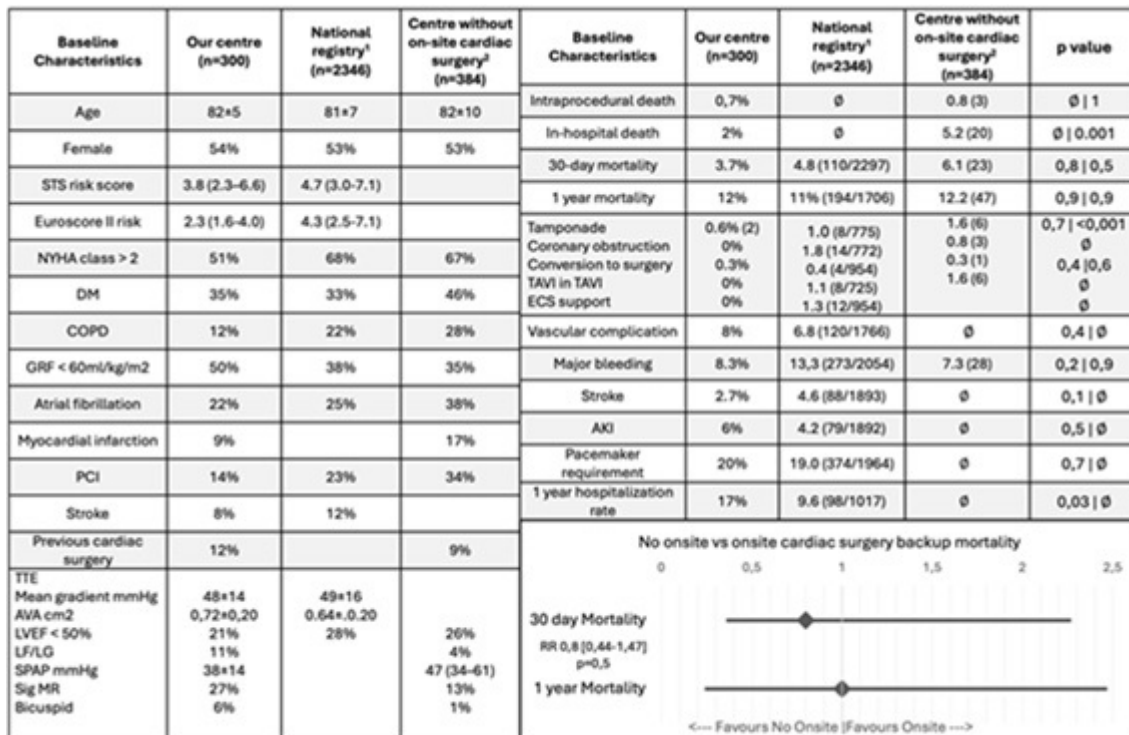 Baseline Characteristics | Our centre (n=300) | National registry¹ (n=2346) | Centre without on-site cardiac surgery² (n=384)
Age | 82±5 | 81±7 | 82±10
Female | 54% | 53% | 53%
STS risk score | 3.8 (2.3–6.6) | 4.7 (3.0-7.1)
Euroscore II risk | 2.3 (1.6-4.0) | 4.3 (2.5-7.1)
NYHA class > 2 | 51% | 68% | 67%
DM | 35% | 33% | 46%
COPD | 12% | 22% | 28%
GRF < 60ml/kg/m2 | 50% | 38% | 35%
Atrial fibrillation | 22% | 25% | 38%
Myocardial infarction | 9% | | 17%
PCI | 14% | 23% | 34%
Stroke | 8% | 12%
Previous cardiac surgery | 12% | | 9%
TTE
Mean gradient mmHg | 48±14 | 49±16
AVA cm2 | 0,72±0,20 | 0.64±.0.20
LVEF < 50% | 21% | 28% | 26%
LF/LG | 11% | | 4%
SPAP mmHg | 38±14 | | 47 (34–61)
Sig MR | 27% | | 13%
Bicuspid | 6% | | 1%
Baseline Characteristics | Our centre (n=300) | National registry¹ (n=2346) | Centre without on-site cardiac surgery² (n=384) | p value
Intraprocedural death | 0,7% | Ø | 0.8 (3) | Ø | 1
In-hospital death | 2% | Ø | 5.2 (20) | Ø | 0.001
30-day mortality | 3.7% | 4.8 (110/2297) | 6.1 (23) | 0,8 | 0,5
1 year mortality | 12% | 11% (194/1706) | 12.2 (47) | 0,9 | 0,9
Tamponade | 0.6% (2) | 1.0 (8/775) | 1.6 (6) | 0,7 | <0,001
Coronary obstruction | 0% | 1.8 (14/772) | 0.8 (3) | Ø
Conversion to surgery | 0.3% | 0.4 (4/954) | 0.3 (1) | 0,4 |0,6
TAVI in TAVI | 0% | 1.1 (8/725) | 1.6 (6) | Ø
ECS support | 0% | 1.3 (12/954) | | Ø
Vascular complication | 8% | 6.8 (120/1766) | Ø | 0,4 | Ø
Major bleeding | 8.3% | 13,3 (273/2054) | 7.3 (28) | 0,2 | 0,9
Stroke | 2.7% | 4.6 (88/1893) | Ø | 0,1 | Ø
AKI | 6% | 4.2 (79/1892) | Ø | 0,5 | Ø
Pacemaker requirement | 20% | 19.0 (374/1964) | Ø | 0,7 | Ø
1 year hospitalization rate | 17% | 9.6 (98/1017) | Ø | 0,03 | Ø
No onsite vs onsite cardiac surgery backup mortality
0 0,5 1 1,5 2 2,5
30 day Mortality
RR 0,8 [0,44-1,47]
p=0,5
1 year Mortality
<--- Favours No Onsite |Favours Onsite --->